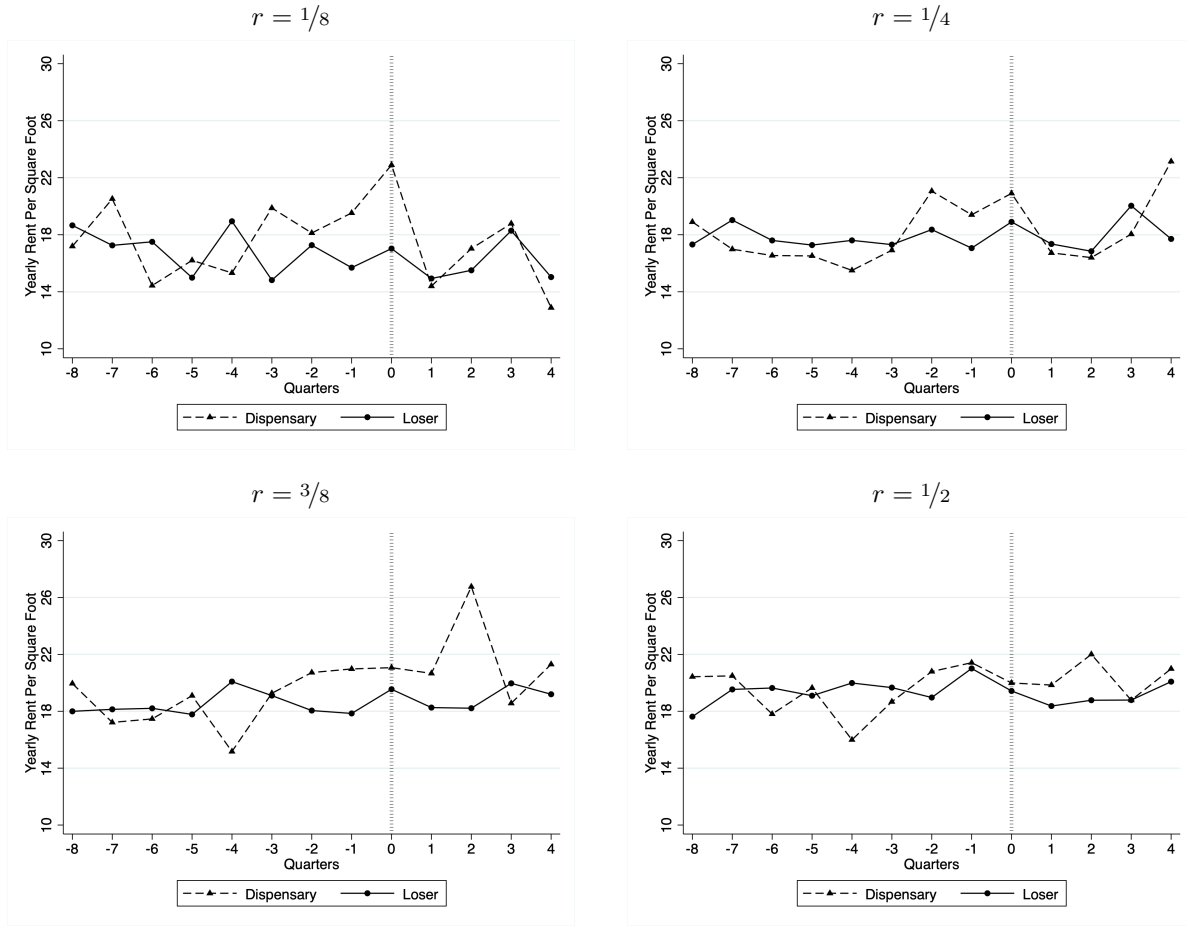 r = 1/8
Yearly Rent Per Square Foot
30
26
22
18
14
10
-8 -7 -6 -5 -4 -3 -2 -1 0 1 2 3 4
Quarters
Dispensary Loser
r = 1/4
Yearly Rent Per Square Foot
30
26
22
18
14
10
-8 -7 -6 -5 -4 -3 -2 -1 0 1 2 3 4
Quarters
Dispensary Loser
r = 3/8
Yearly Rent Per Square Foot
30
26
22
18
14
10
-8 -7 -6 -5 -4 -3 -2 -1 0 1 2 3 4
Quarters
Dispensary Loser
r = 1/2
Yearly Rent Per Square Foot
30
26
22
18
14
10
-8 -7 -6 -5 -4 -3 -2 -1 0 1 2 3 4
Quarters
Dispensary Loser